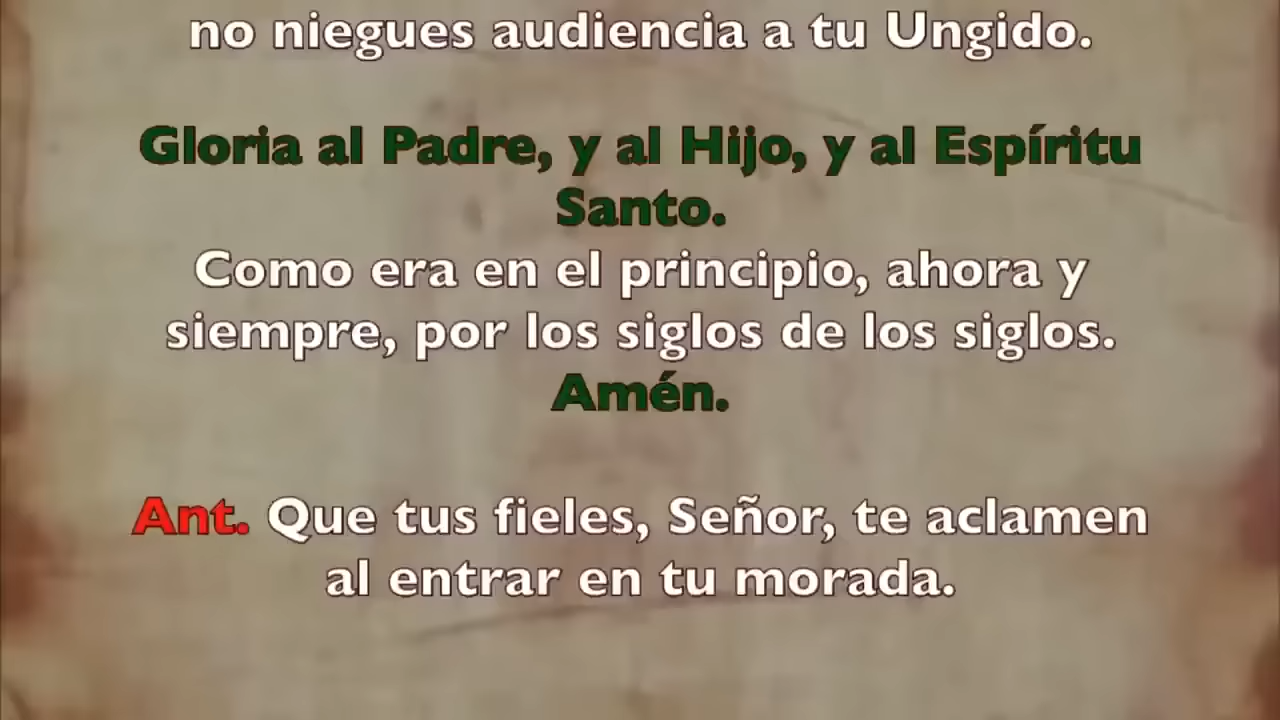 no niegues audiencia a tu Ungido.
Gloria al Padre, y al Hijo, y al Espíritu
Santo.
Como era en el principio, ahora y
siempre, por los siglos de los siglos.
Amén.
Ant. Que tus fieles, Señor, te aclamen
al entrar en tu morada.